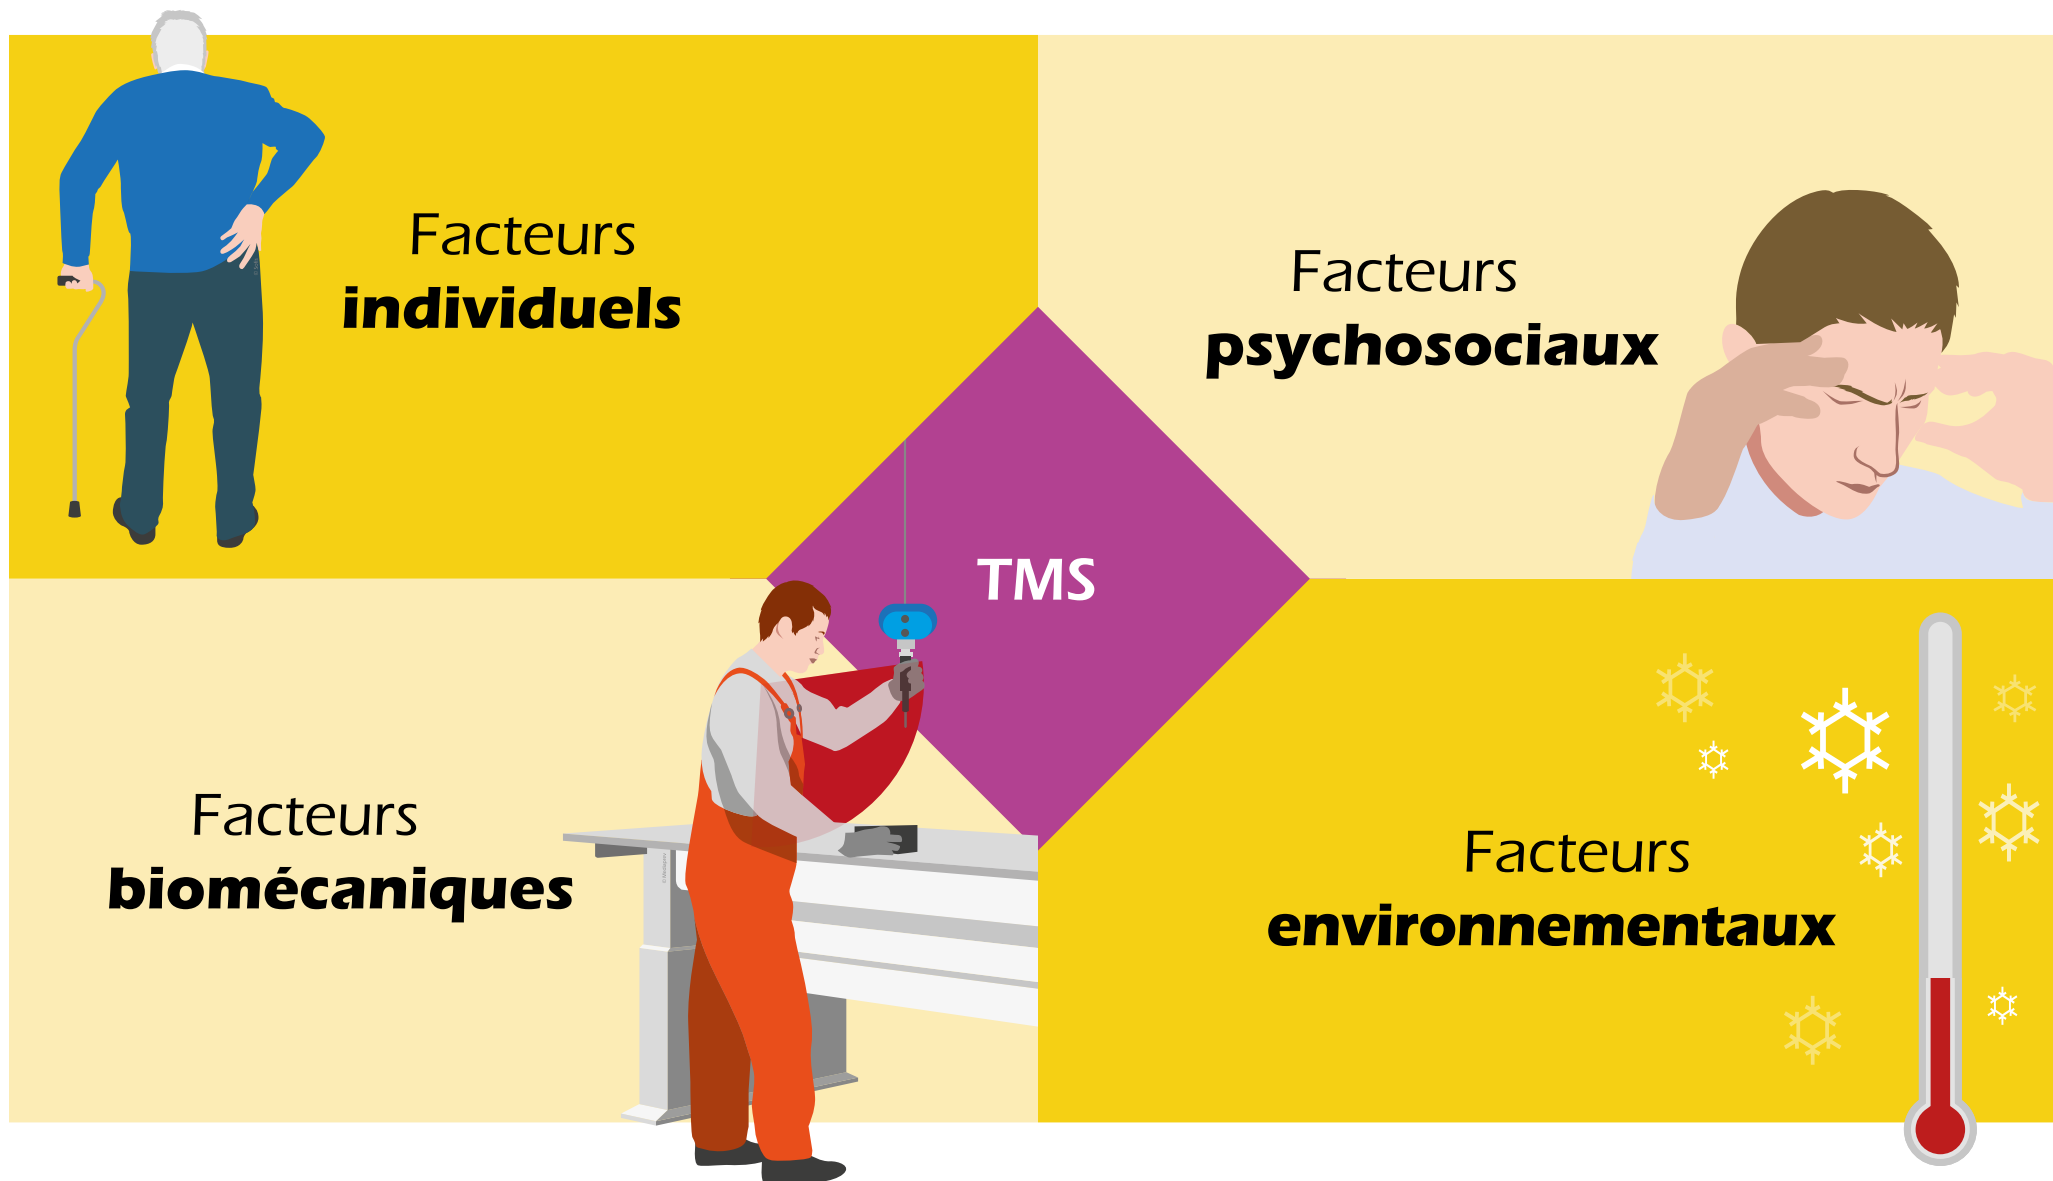 Facteurs
individuels
Facteurs
psychosociaux
TMS
Facteurs
biomécaniques
Facteurs
environnementaux